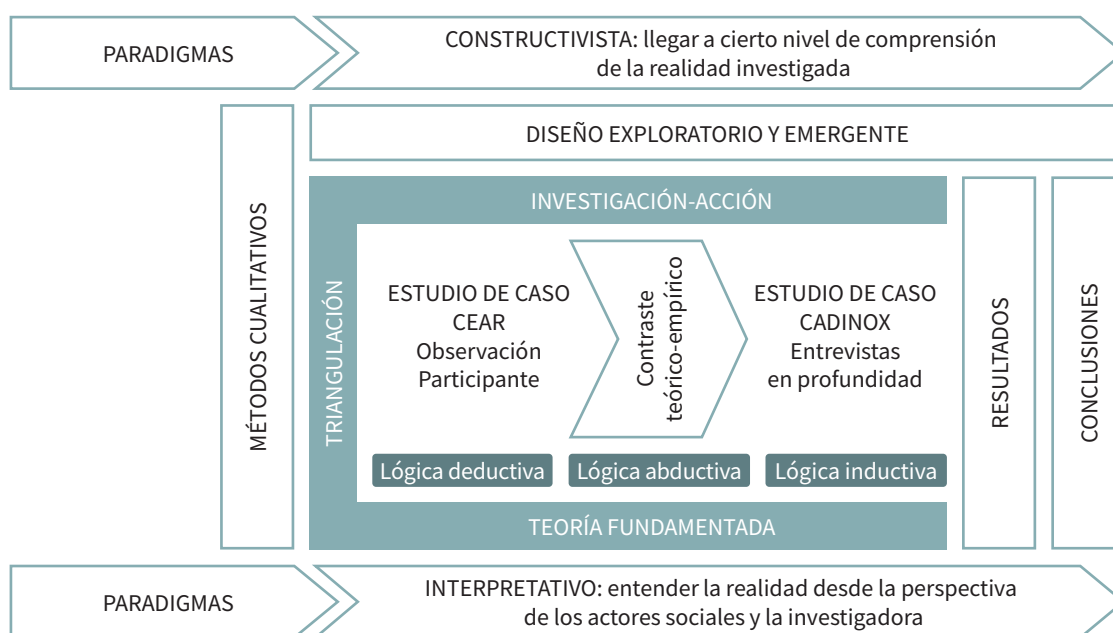 PARADIGMAS
CONSTRUCTIVISTA: llegar a cierto nivel de comprensión
de la realidad investigada
DISEÑO EXPLORATORIO Y EMERGENTE
MÉTODOS CUALITATIVOS
TRIANGULACIÓN
INVESTIGACIÓN-ACCIÓN
ESTUDIO DE CASO
CEAR
Observación
Participante
Contraste
teórico-empírico
ESTUDIO DE CASO
CADINOX
Entrevistas
en profundidad
Lógica deductiva
Lógica abductiva
Lógica inductiva
TEORÍA FUNDAMENTADA
RESULTADOS
CONCLUSIONES
PARADIGMAS
INTERPRETATIVO: entender la realidad desde la perspectiva
de los actores sociales y la investigadora